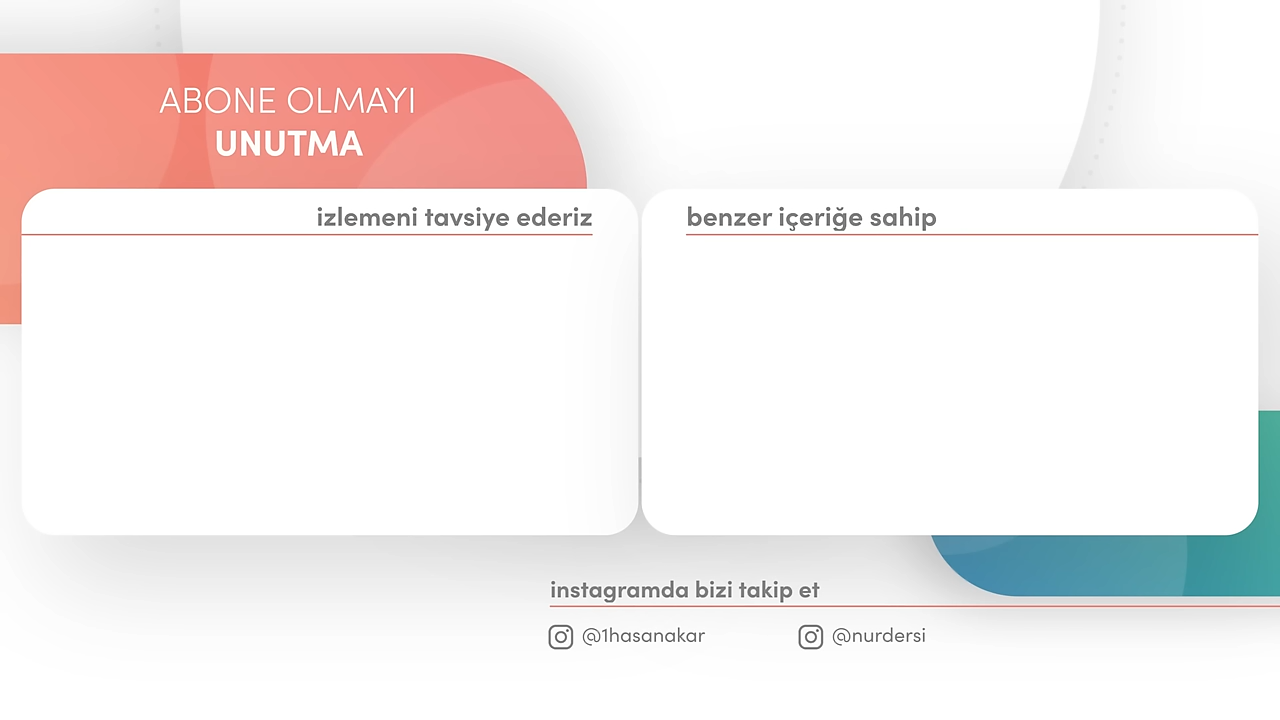 ABONE OLMAYI
UNUTMA
izlemeni tavsiye ederiz
benzer içeriğe sahip
instagramda bizi takip et
@1hasanakar
@nurdersi